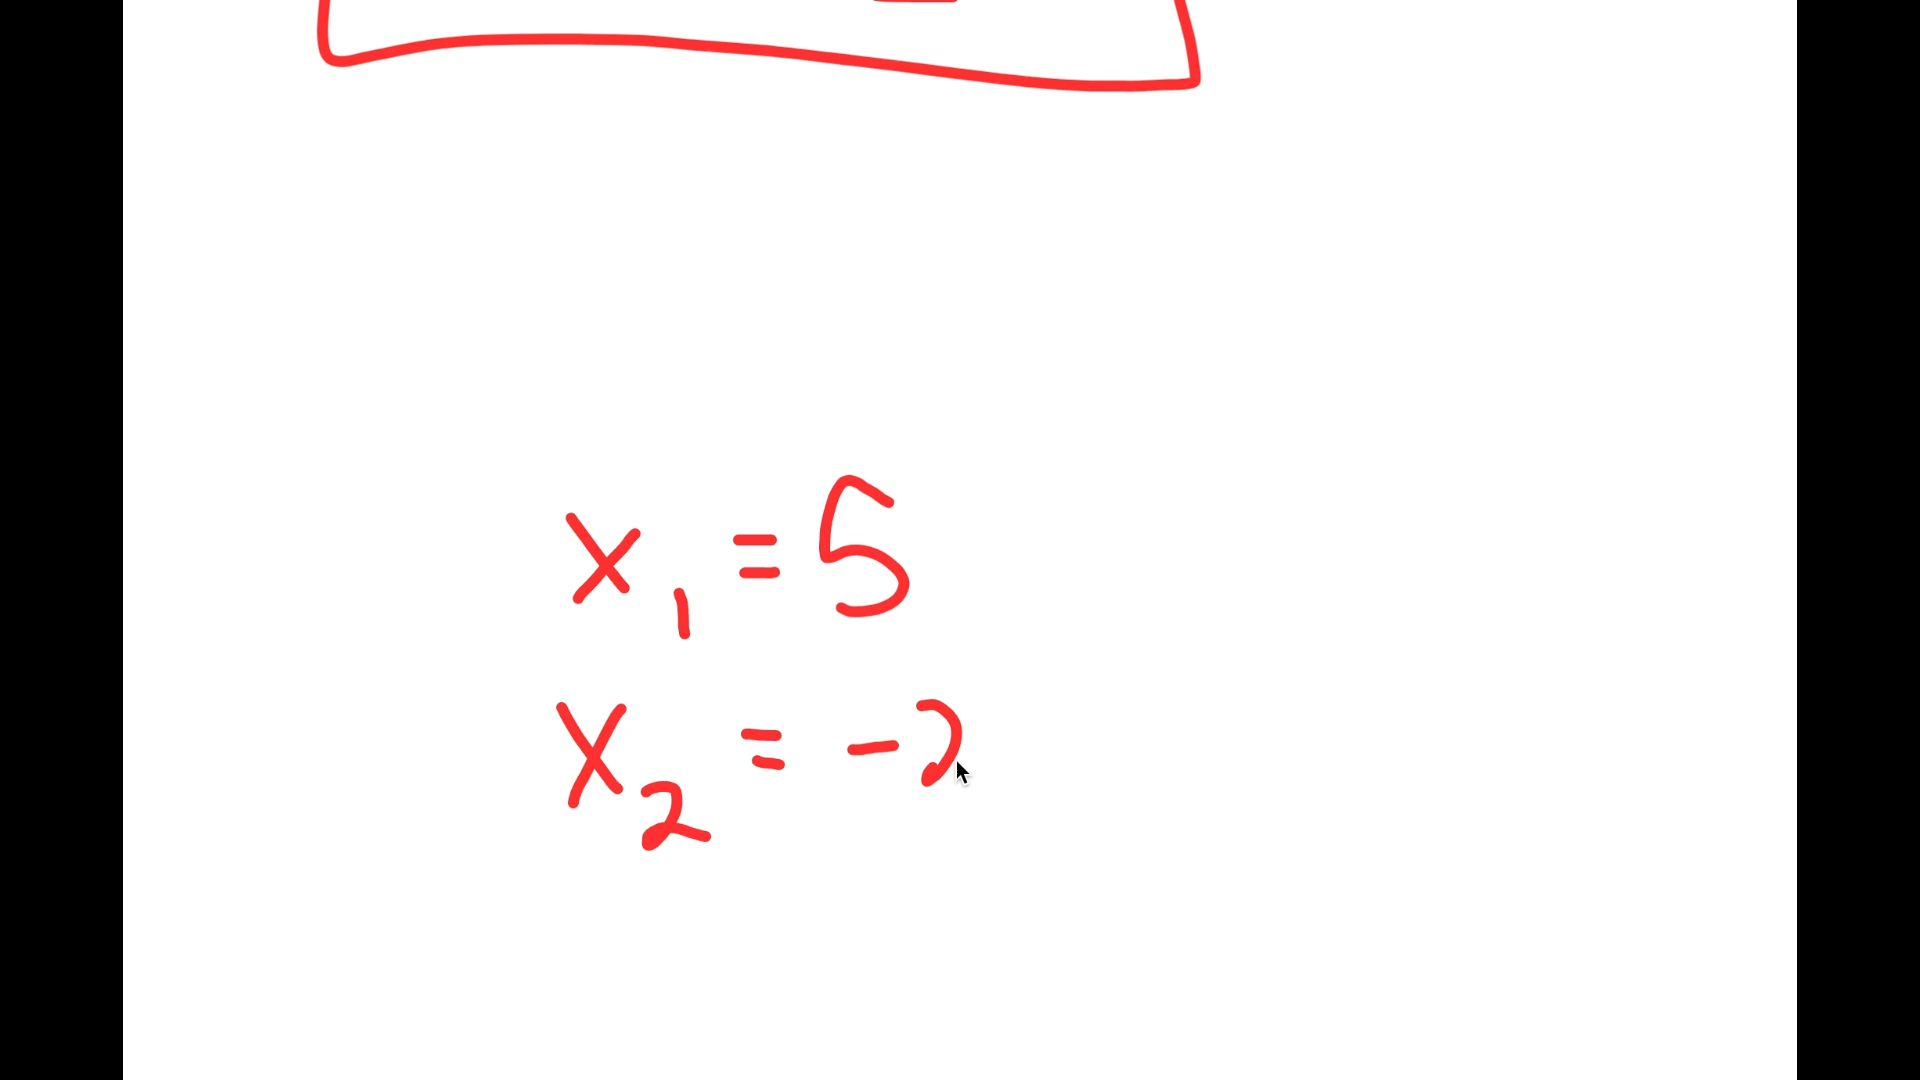 x₁ = 5
x₂ = -2